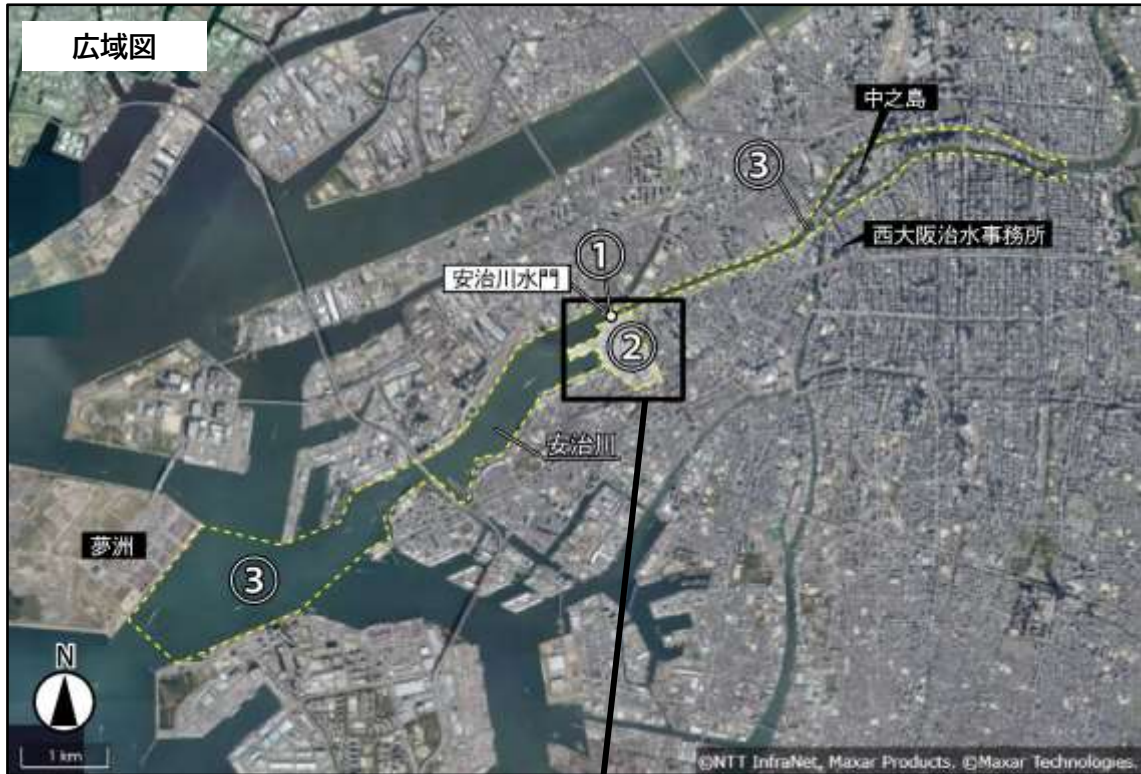 広域図
中之島
③
西大阪治水事務所
①
安治川水門
②
安治川
夢洲
③
N
1 km
©NTT InfraNet, Maxar Products. ©Maxar Technologies.